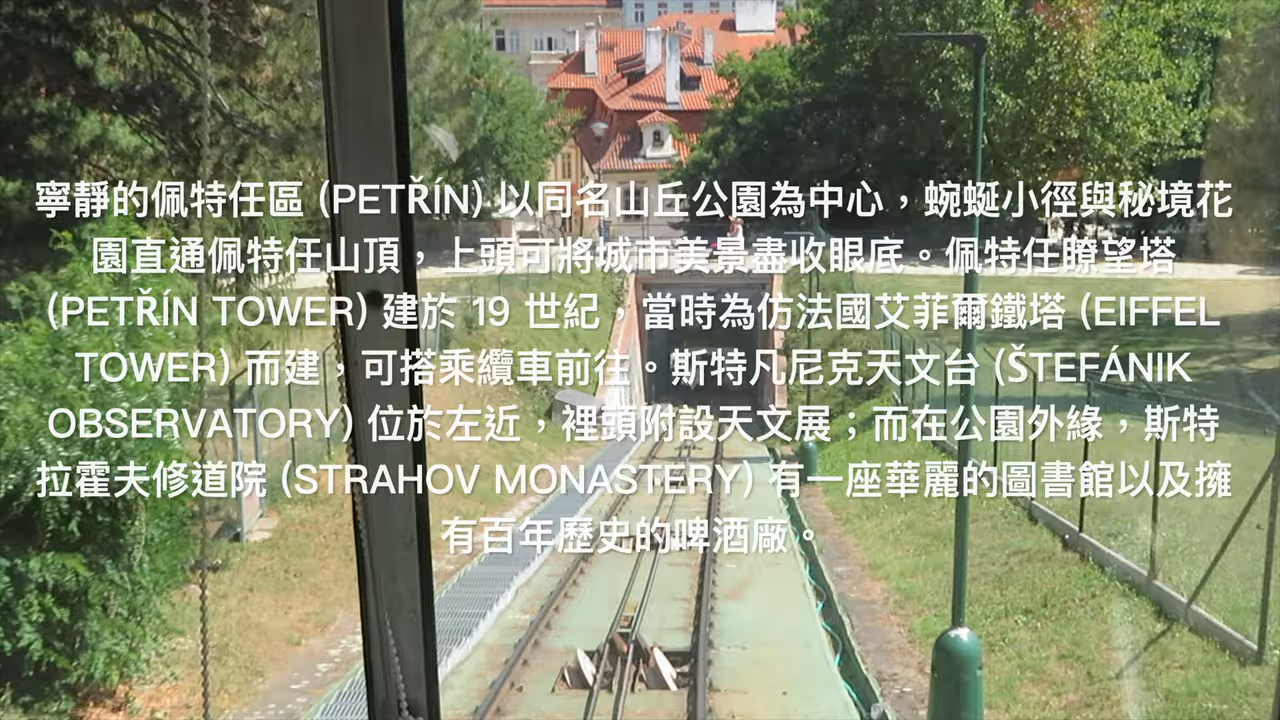 寧靜的佩特任區 (PETŘÍN) 以同名山丘公園為中心，蜿蜒小徑與秘境花
園直通佩特任山頂，上頭可將城市美景盡收眼底。佩特任瞭望塔
(PETŘÍN TOWER) 建於 19 世紀，當時為仿法國艾菲爾鐵塔 (EIFFEL
TOWER) 而建，可搭乘纜車前往。斯特凡尼克天文台 (ŠTEFÁNIK
OBSERVATORY) 位於左近，裡頭附設天文展；而在公園外緣，斯特
拉霍夫修道院 (STRAHOV MONASTERY) 有一座華麗的圖書館以及擁
有百年歷史的啤酒廠。